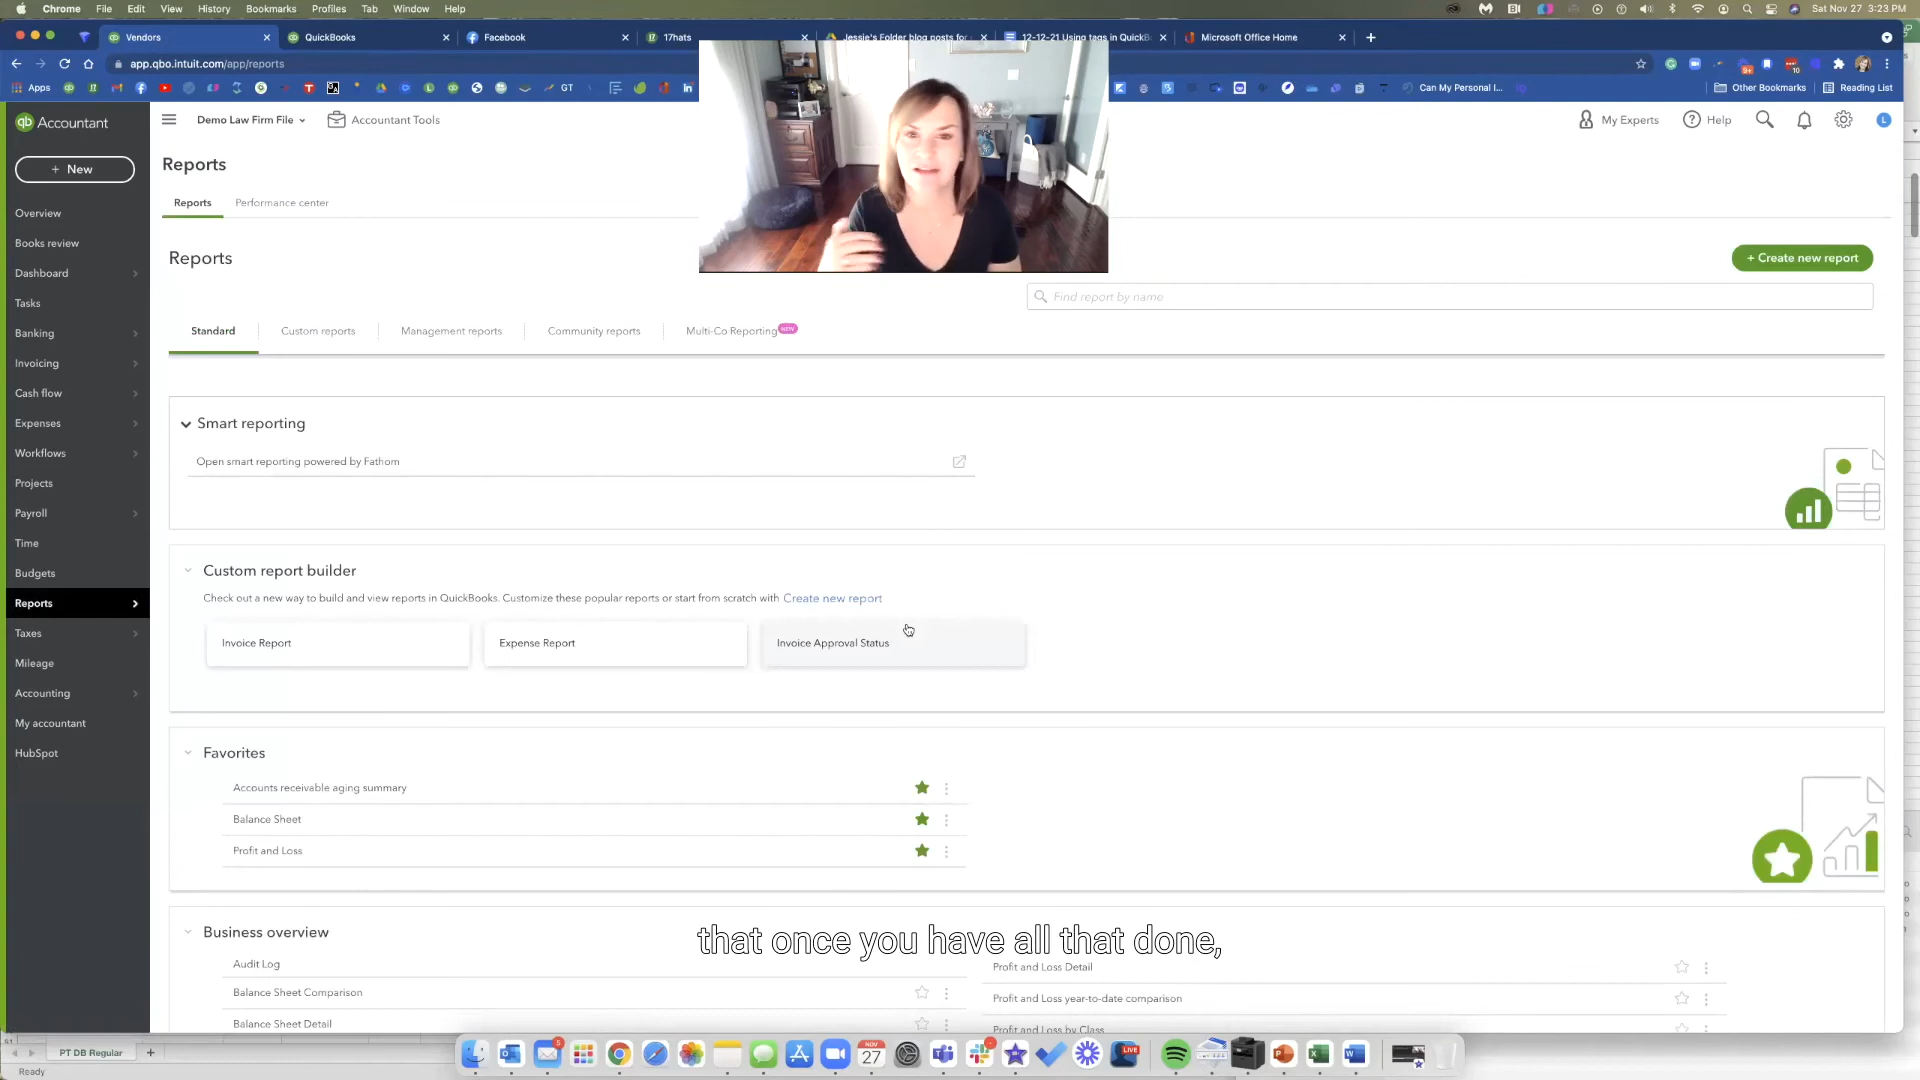 Chrome File Edit View History Bookmarks Profiles Tab Window Help
Sat Nov 27 3:23 PM
Vendors
QuickBooks
Facebook
17hats
Jessie's Folder blog posts for
12-12-21 Using tags in QuickB
Microsoft Office Home
app.qbo.intuit.com/app/reports
Apps
GT
Can My Personal I...
Other Bookmarks
Reading List
qb Accountant
Demo Law Firm File
Accountant Tools
My Experts
Help
L
+ New
Reports
Reports
Performance center
Overview
Books review
Dashboard
Tasks
Banking
Invoicing
Cash flow
Expenses
Workflows
Projects
Payroll
Time
Budgets
Reports
Taxes
Mileage
Accounting
My accountant
HubSpot
Reports
+ Create new report
Find report by name
Standard
Custom reports
Management reports
Community reports
Multi-Co Reporting NEW
Smart reporting
Open smart reporting powered by Fathom
Custom report builder
Check out a new way to build and view reports in QuickBooks. Customize these popular reports or start from scratch with Create new report
Invoice Report
Expense Report
Invoice Approval Status
Favorites
Accounts receivable aging summary
Balance Sheet
Profit and Loss
Business overview
that once you have all that done,
Audit Log
Profit and Loss Detail
Balance Sheet Comparison
Profit and Loss year-to-date comparison
Balance Sheet Detail
Profit and Loss by Class
PT DB Regular
NOV
27
LIVE
Ready